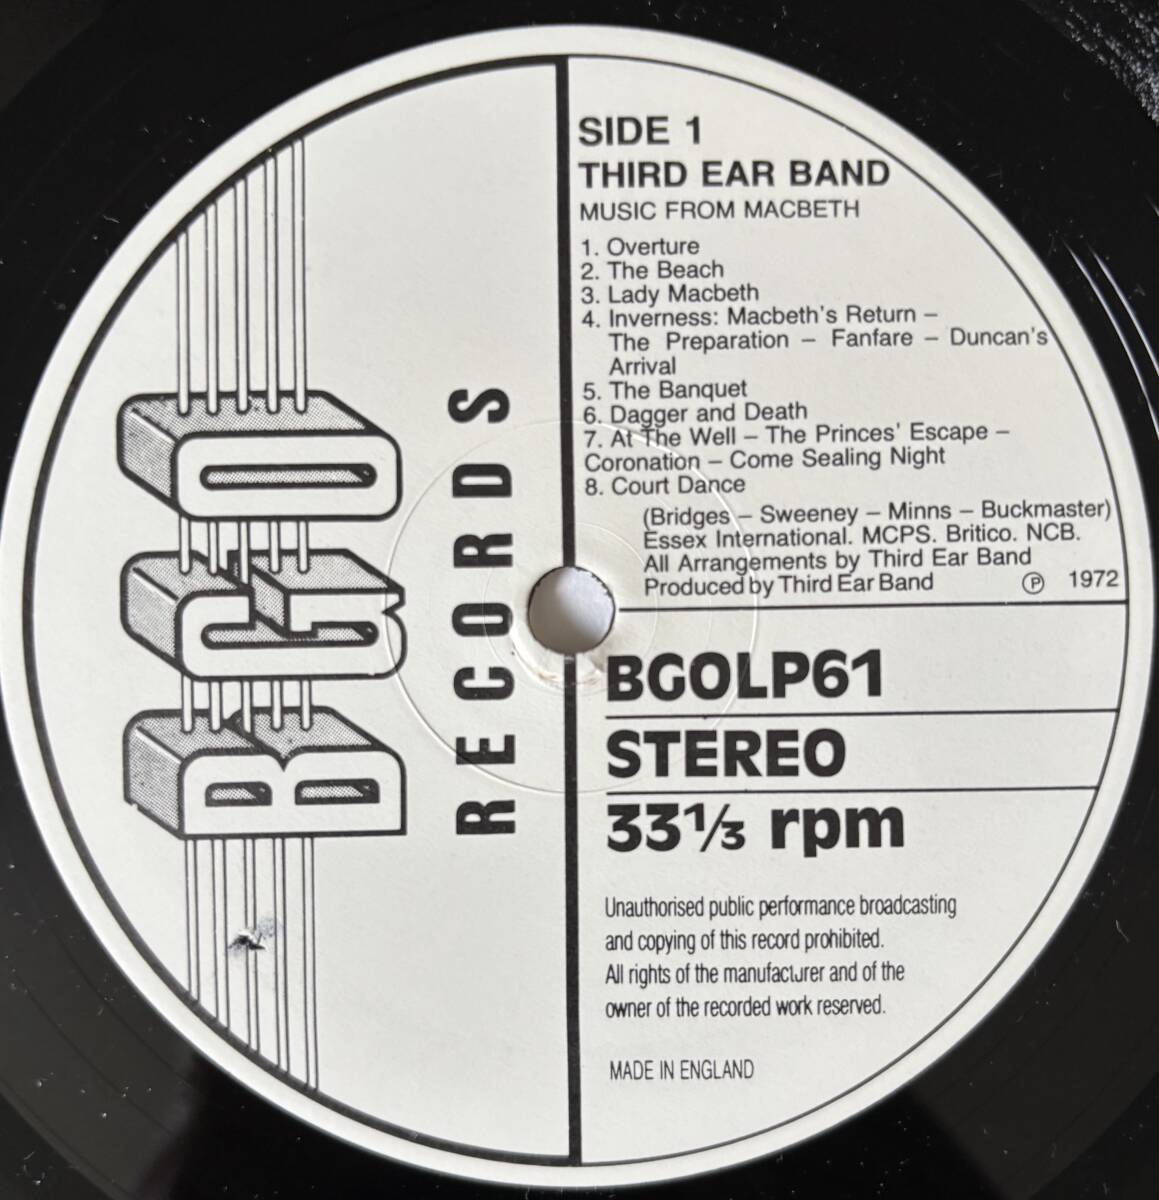 BGO
RECORDS
SIDE 1
THIRD EAR BAND
MUSIC FROM MACBETH
1. Overture
2. The Beach
3. Lady Macbeth
4. Inverness: Macbeth's Return –
The Preparation – Fanfare – Duncan's
Arrival
5. The Banquet
6. Dagger and Death
7. At The Well – The Princes' Escape –
Coronation – Come Sealing Night
8. Court Dance
(Bridges – Sweeney – Minns – Buckmaster)
Essex International. MCPS. Britico. NCB.
All Arrangements by Third Ear Band
Produced by Third Ear Band ℗ 1972
BGOLP61
STEREO
33⅓ rpm
Unauthorised public performance broadcasting
and copying of this record prohibited.
All rights of the manufacturer and of the
owner of the recorded work reserved.
MADE IN ENGLAND